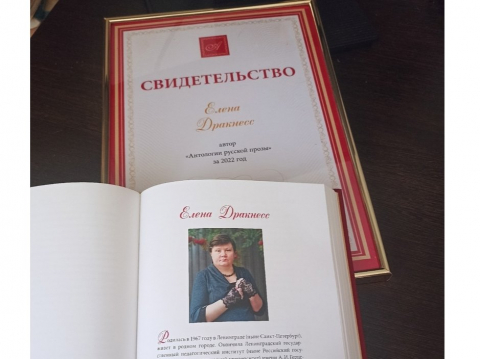 СВИДЕТЕЛЬСТВО
Елена
Дракнесс
автор
«Антологии русской прозы»
за 2022 год
Елена Дракнесс
Родилась в 1967 году в Ленинграде (ныне Санкт-Петербург),
живет в родном городе. Окончила Ленинградский государ-
ственный педагогический институт (ныне Российский госу-